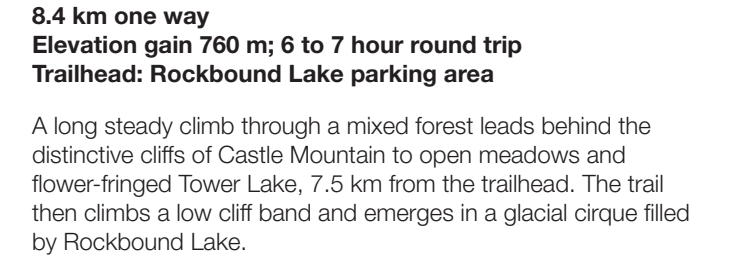 8.4 km one way
Elevation gain 760 m; 6 to 7 hour round trip
Trailhead: Rockbound Lake parking area
A long steady climb through a mixed forest leads behind the
distinctive cliffs of Castle Mountain to open meadows and
flower-fringed Tower Lake, 7.5 km from the trailhead. The trail
then climbs a low cliff band and emerges in a glacial cirque filled
by Rockbound Lake.